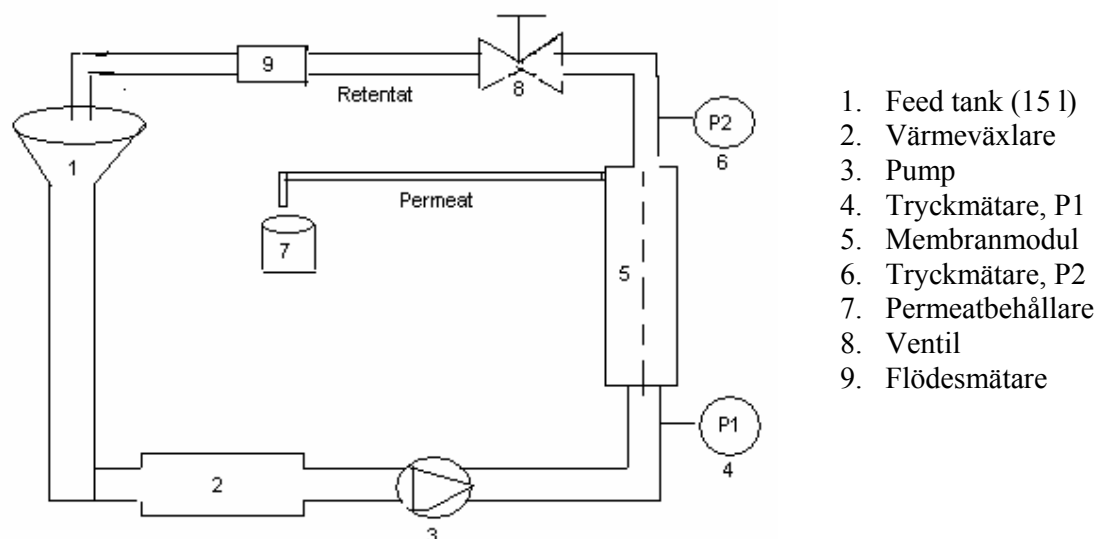 9
Retentat
8
P2
6
1
Permeat
7
5
P1
4
2
3
1. Feed tank (15 l)
2. Värmeväxlare
3. Pump
4. Tryckmätare, P1
5. Membranmodul
6. Tryckmätare, P2
7. Permeatbehållare
8. Ventil
9. Flödesmätare